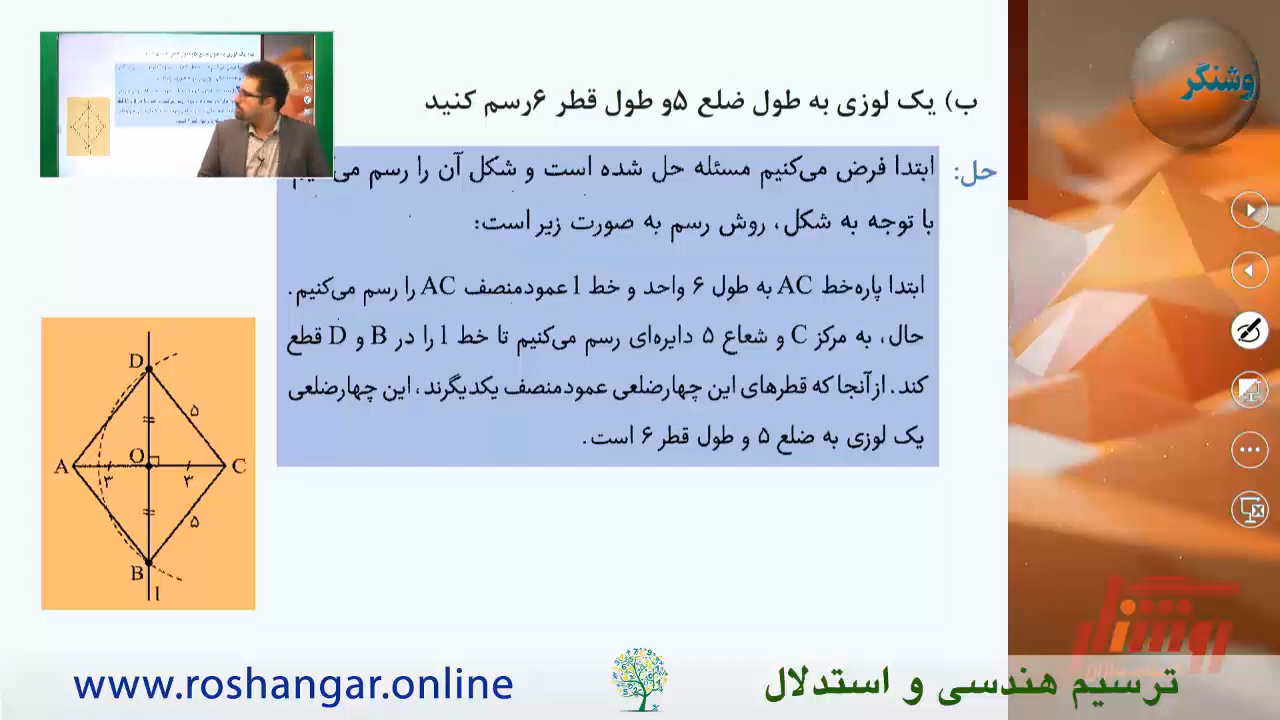 وشنگر
ب) یک لوزی به طول ضلع ۵و طول قطر ۶رسم کنید
حل:
ابتدا فرض می‌کنیم مسئله حل شده است و شکل آن را رسم
با توجه به شکل، روش رسم به صورت زیر است:
ابتدا پاره‌خط AC به طول ۶ واحد و خط l عمودمنصف AC را رسم می‌کنیم.
حال، به مرکز C و شعاع ۵ دایره‌ای رسم می‌کنیم تا خط l را در B و D قطع
کند. ازآنجا که قطرهای این چهارضلعی عمودمنصف یکدیگرند، این چهارضلعی
یک لوزی به ضلع ۵ و طول قطر ۶ است.
D
۵
A
O
C
۳
۳
۵
B
l
روشنگر
www.roshangar.online
ترسیم هندسی و استدلال